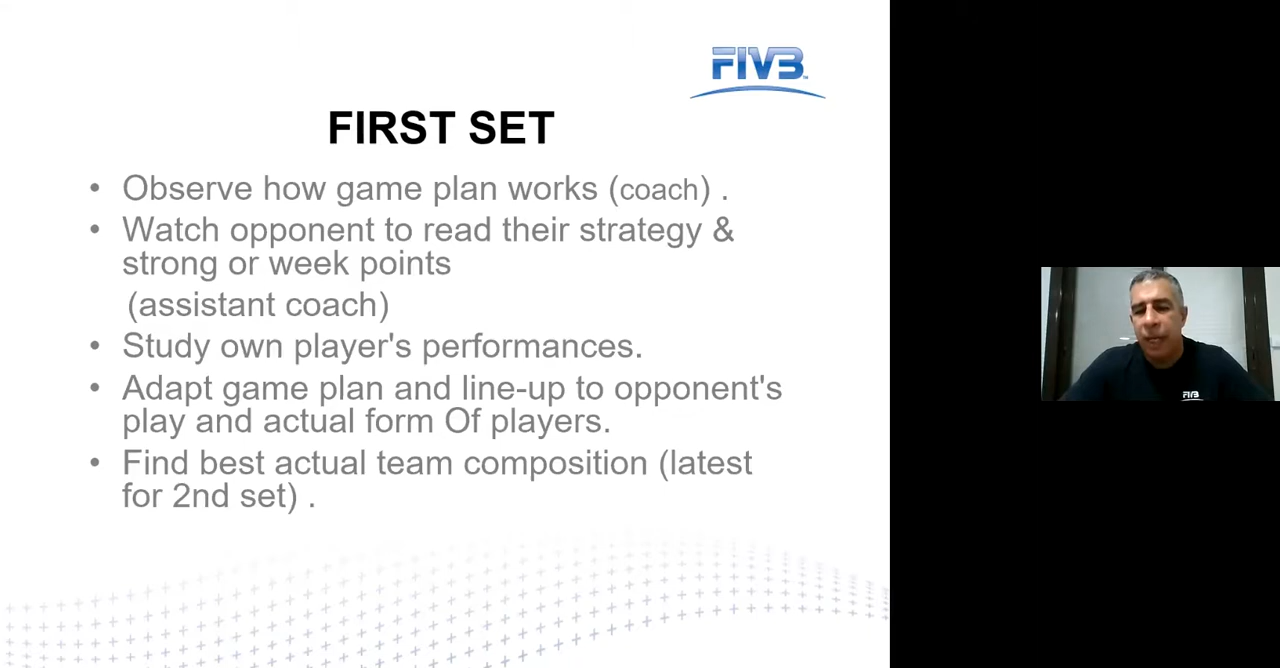 FIVB
FIRST SET
• Observe how game plan works (coach) .
• Watch opponent to read their strategy &
strong or week points
(assistant coach)
• Study own player's performances.
• Adapt game plan and line-up to opponent's
play and actual form Of players.
• Find best actual team composition (latest
for 2nd set) .
FIVB